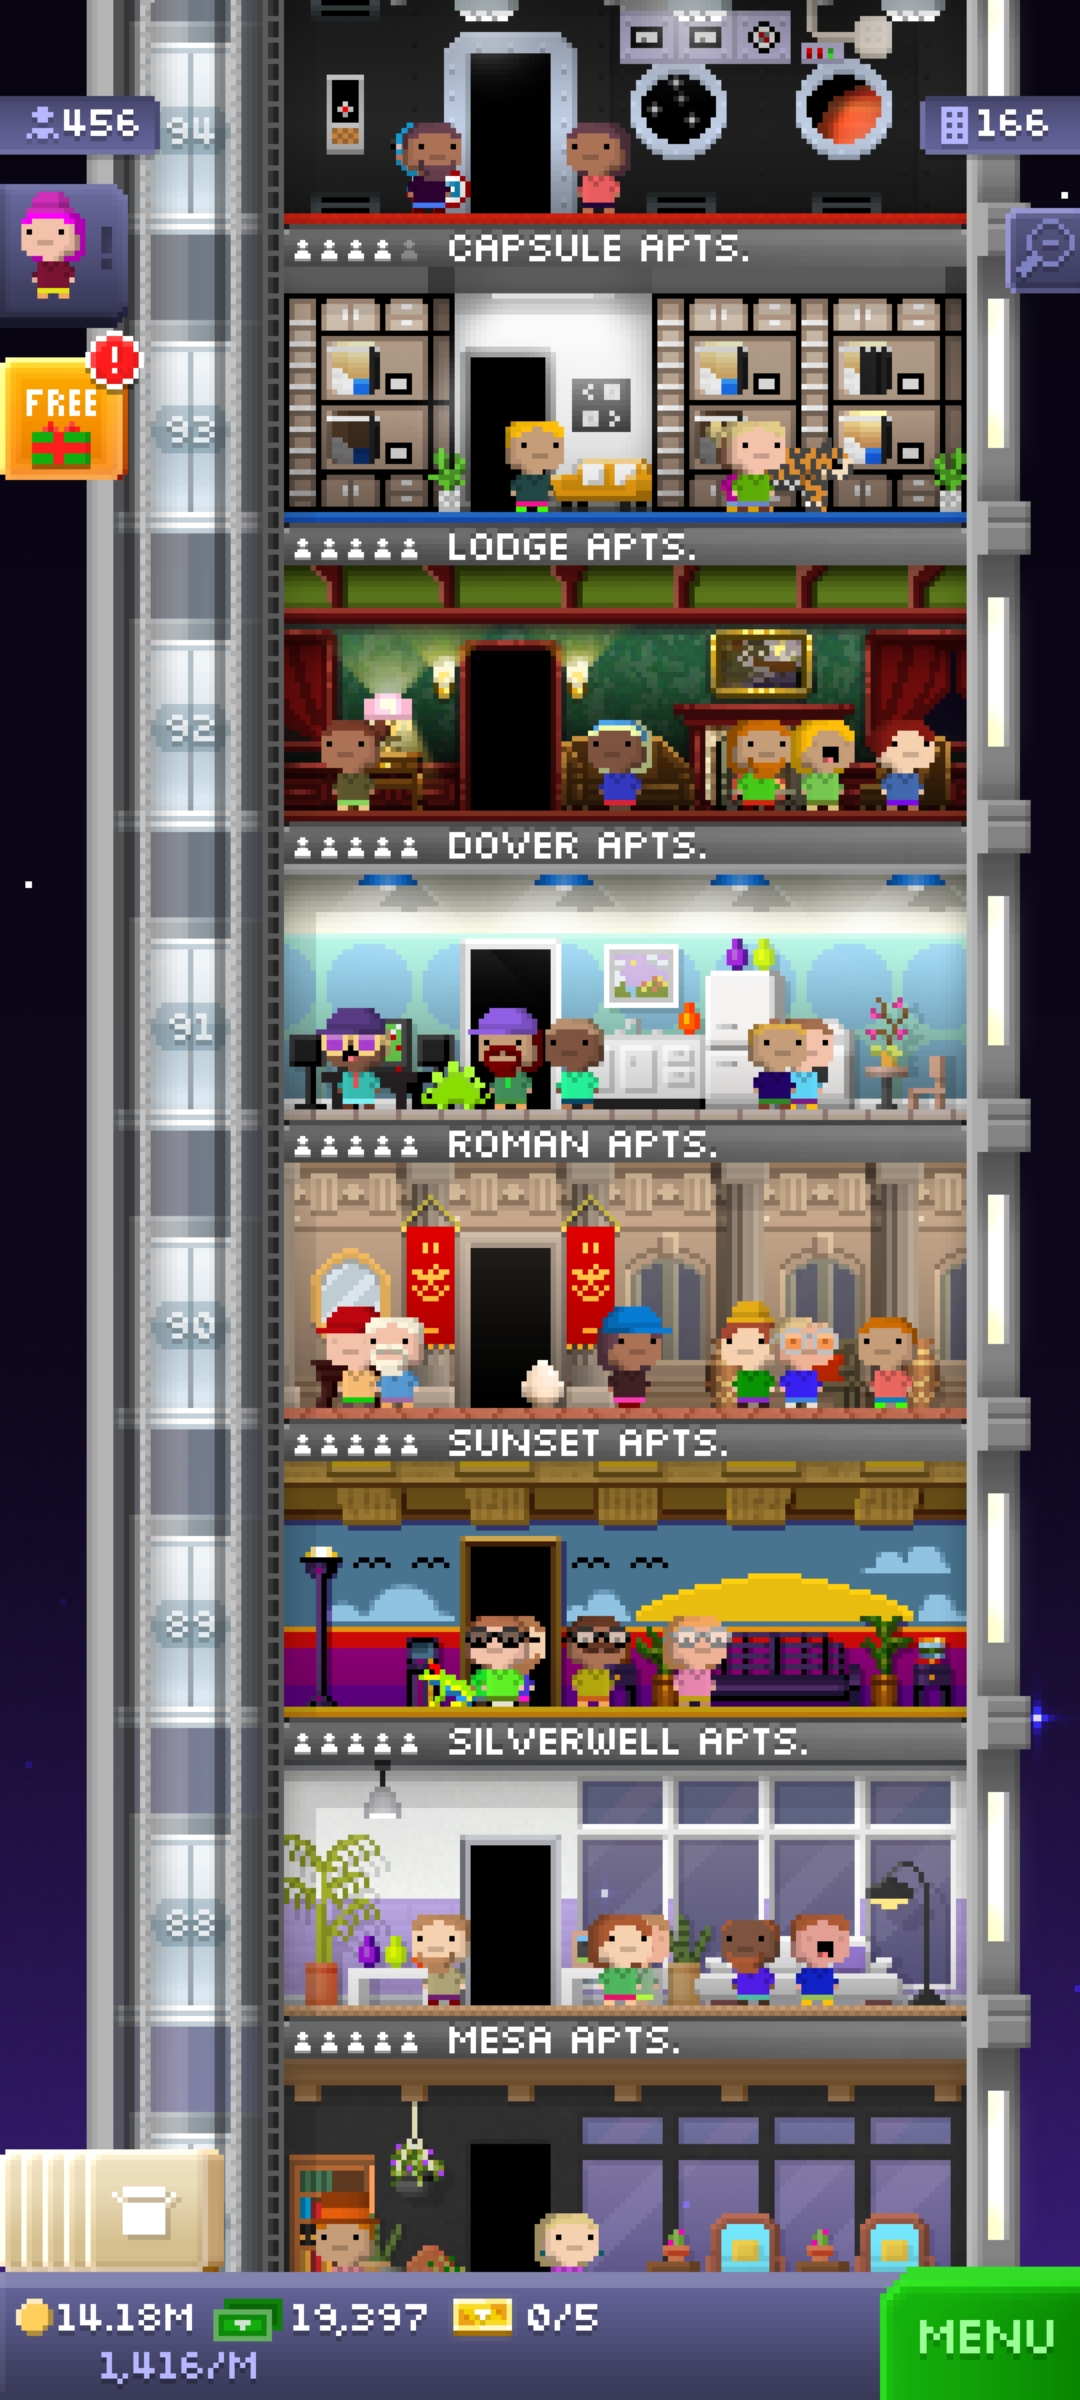 456
94
166
!
CAPSULE APTS.
!
FREE
93
LODGE APTS.
92
DOVER APTS.
91
ROMAN APTS.
90
SUNSET APTS.
89
SILVERWELL APTS.
88
MESA APTS.
14.18M 19,397 0/5
1,416/M
MENU